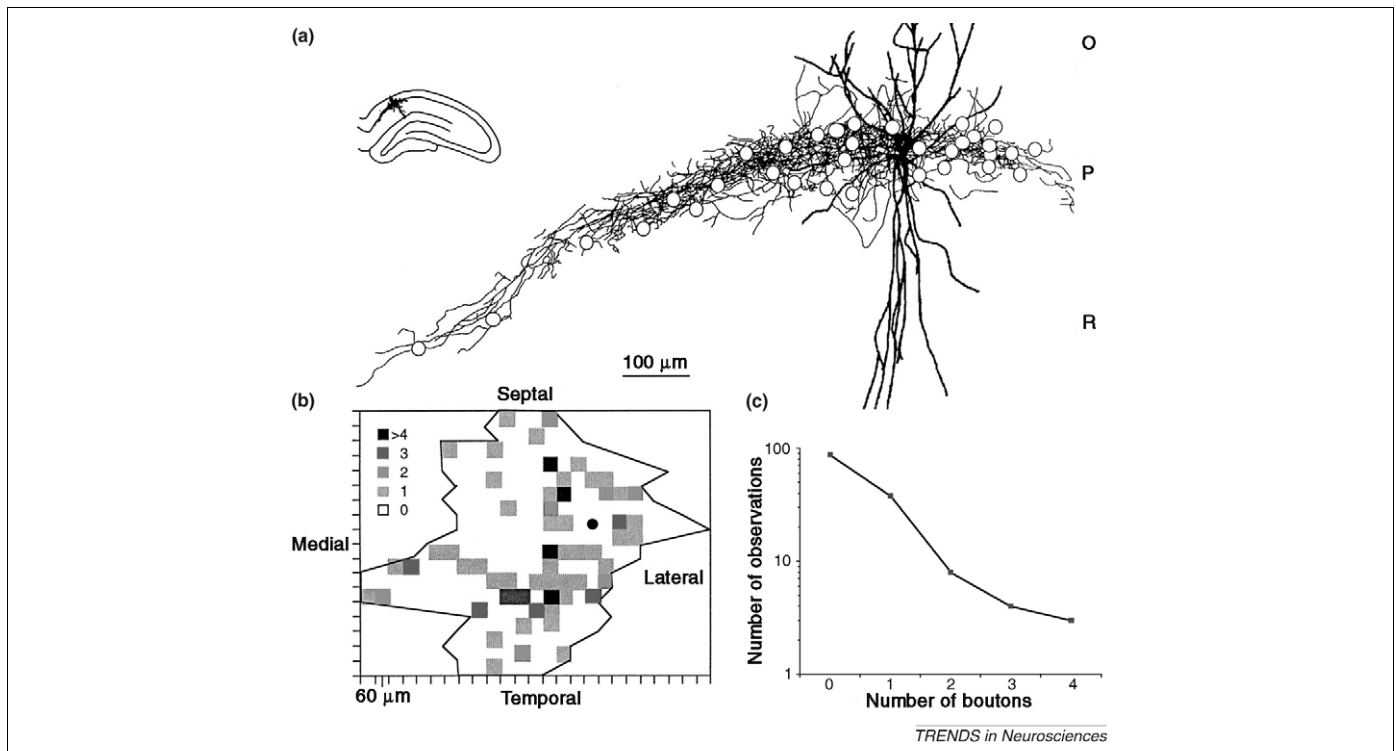 (a)
O
P
R
100 μm
(b)
Septal
>4
3
2
1
0
Medial
Lateral
60 μm
Temporal
(c)
Number of observations
100
10
1
0 1 2 3 4
Number of boutons
TRENDS in Neurosciences